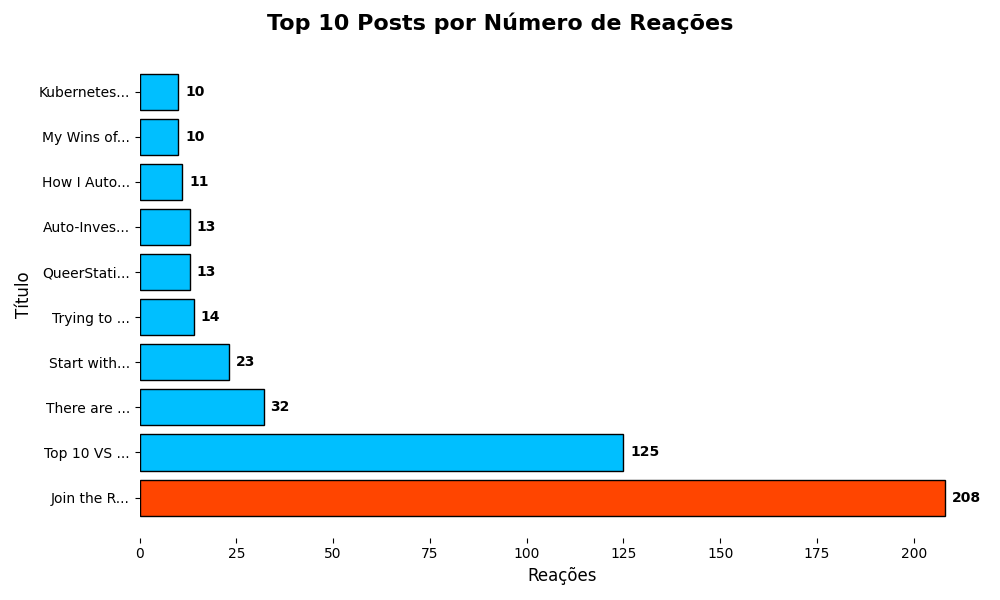 Top 10 Posts por Número de Reações
Kubernetes... 10
My Wins of... 10
How I Auto... 11
Auto-Inves... 13
QueerStati... 13
Trying to ... 14
Start with... 23
There are ... 32
Top 10 VS ... 125
Join the R... 208
Título
0 25 50 75 100 125 150 175 200
Reações